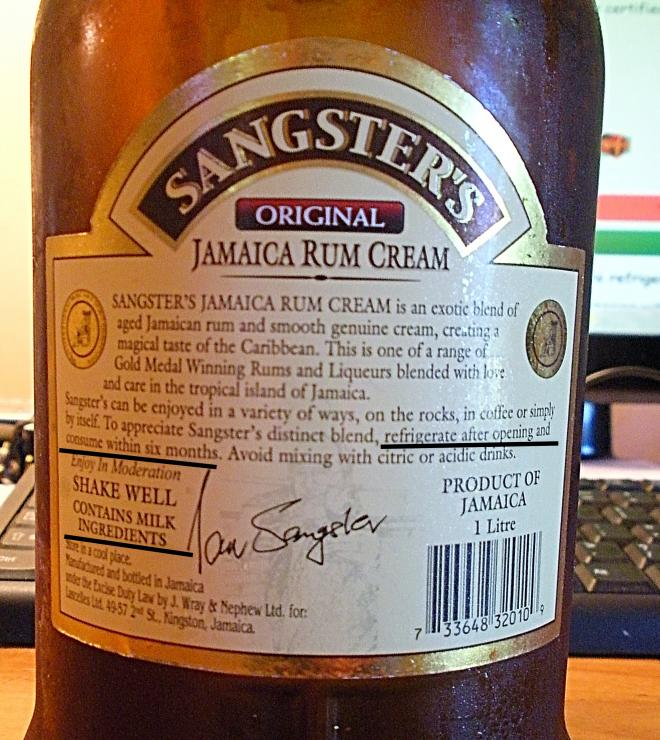 SANGSTER'S
ORIGINAL
JAMAICA RUM CREAM
SANGSTER'S JAMAICA RUM CREAM is an exotic blend of
aged Jamaican rum and smooth genuine cream, creating a
magical taste of the Caribbean. This is one of a range of
Gold Medal Winning Rums and Liqueurs blended with love
and care in the tropical island of Jamaica.
Sangster's can be enjoyed in a variety of ways, on the rocks, in coffee or simply
by itself. To appreciate Sangster's distinct blend, refrigerate after opening and
consume within six months. Avoid mixing with citric or acidic drinks.
Enjoy In Moderation
SHAKE WELL
CONTAINS MILK
INGREDIENTS
Ian Sangster
PRODUCT OF
JAMAICA
1 Litre
Store in a cool place.
Manufactured and bottled in Jamaica
under the Excise Duty Law by J. Wray & Nephew Ltd. for:
Lascelles Ltd. 49-57 2nd St., Kingston, Jamaica.
7 33648 32010 9
certifie
refrige